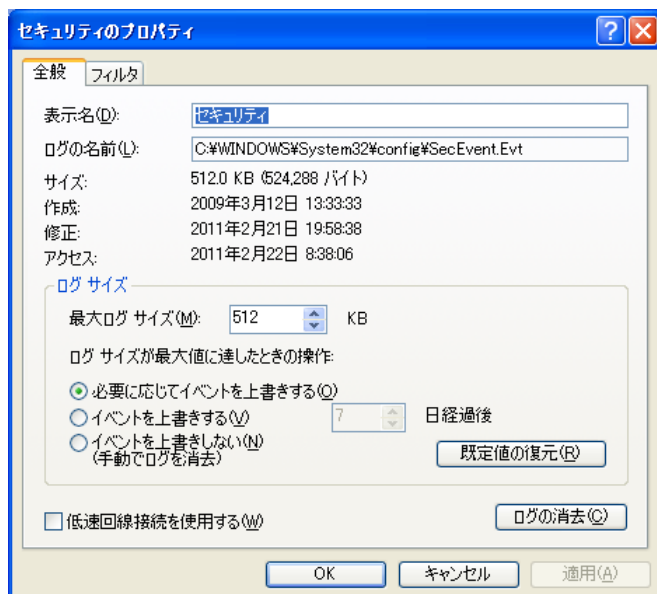 セキュリティのプロパティ
全般 フィルタ
表示名(D): セキュリティ
ログの名前(L): C:¥WINDOWS¥System32¥config¥SecEvent.Evt
サイズ: 512.0 KB (524,288 バイト)
作成: 2009年3月12日 13:33:33
修正: 2011年2月21日 19:58:38
アクセス: 2011年2月22日 8:38:06
ログ サイズ
最大ログ サイズ(M): 512 KB
ログ サイズが最大値に達したときの操作:
必要に応じてイベントを上書きする(O)
イベントを上書きする(V) 7 日経過後
イベントを上書きしない(N)
(手動でログを消去)
既定値の復元(R)
低速回線接続を使用する(W)
ログの消去(C)
OK キャンセル 適用(A)